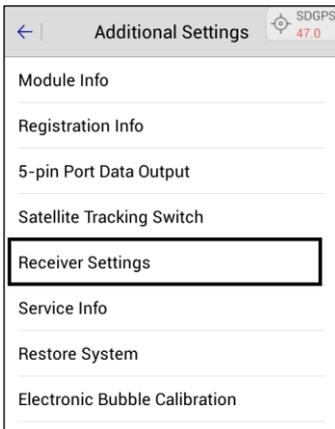 Additional Settings
SDGPS
47.0
Module Info
Registration Info
5-pin Port Data Output
Satellite Tracking Switch
Receiver Settings
Service Info
Restore System
Electronic Bubble Calibration